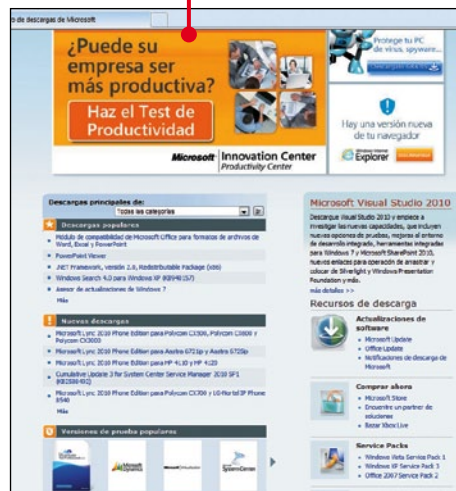 o de descargas de Microsoft
¿Puede su
empresa ser
más productiva?
Haz el Test de
Productividad
Microsoft Innovation Center
Productivity Center
Protege tu PC
de virus, spyware...
Hay una versión nueva
de tu navegador
Explorer
Descargas principales de:
Todas las categorías
Descargas populares
Módulo de compatibilidad de Microsoft Office para formatos de archivos de
Word, Excel y PowerPoint
PowerPoint Viewer
.NET Framework, versión 2.0, Redistributable Package (x86)
Windows Search 4.0 para Windows XP (KB940157)
Asesor de actualizaciones de Windows 7
Más
Nuevas descargas
Microsoft Lync 2010 Phone Edition para Polycom CX500, Polycom CX600 y
Polycom CX3000
Microsoft Lync 2010 Phone Edition para Aastra 6721ip y Aastra 6725ip
Microsoft Lync 2010 Phone Edition para HP 4110 y HP 4120
Cumulative Update 3 for System Center Service Manager 2010 SP1
Microsoft Lync 2010 Phone Edition para Polycom CX700 y LG-Nortel IP Phone
8540
Más
Versiones de prueba populares
Microsoft Visual Studio 2010
Descargue Visual Studio 2010 y empiece a
investigar las nuevas capacidades, que incluyen
nuevas opciones de pruebas, mejoras al entorno
de desarrollo integrado, herramientas integradas
para Windows 7 y Microsoft SharePoint 2010,
nuevos enlaces para operación de arrastrar y
colocar de Silverlight y Windows Presentation
Foundation y más.
más detalles >>
Recursos de descarga
Actualizaciones de
software
Microsoft Update
Office Update
Notificaciones de descarga de
Microsoft
Comprar ahora
Microsoft Store
Encuentre un partner de
soluciones
Bazar Xbox Live
Service Packs
Windows Vista Service Pack 1
Windows XP Service Pack 3
Office 2007 Service Pack 2